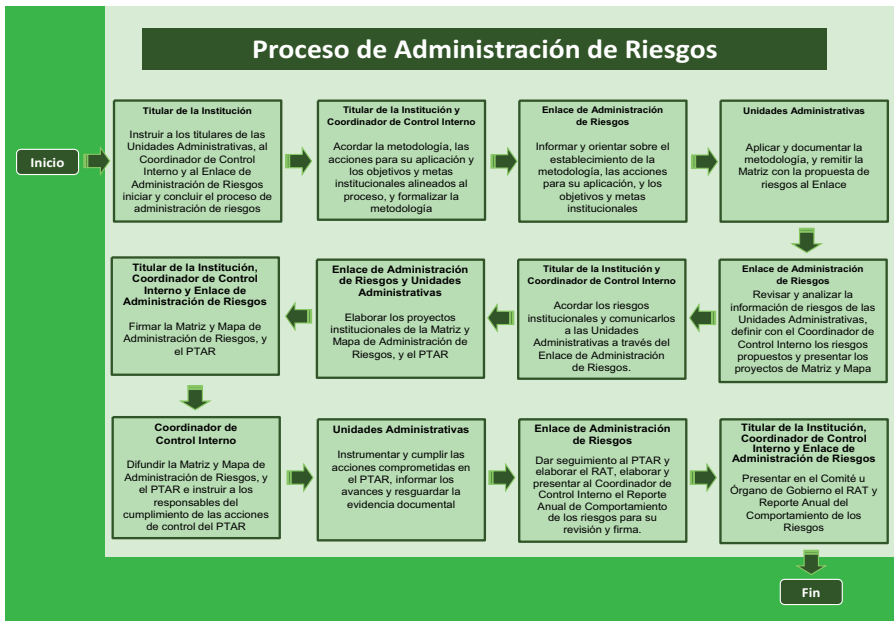 Proceso de Administración de Riesgos
Inicio
Titular de la Institución
Instruir a los titulares de las
Unidades Administrativas, al
Coordinador de Control
Interno y al Enlace de
Administración de Riesgos
iniciar y concluir el proceso de
administración de riesgos
Titular de la Institución y
Coordinador de Control Interno
Acordar la metodología, las
acciones para su aplicación y
los objetivos y metas
institucionales alineados al
proceso, y formalizar la
metodología
Enlace de Administración
de Riesgos
Informar y orientar sobre el
establecimiento de la
metodología, las acciones
para su aplicación, y los
objetivos y metas
institucionales
Unidades Administrativas
Aplicar y documentar la
metodología, y remitir la
Matriz con la propuesta de
riesgos al Enlace
Enlace de Administración
de Riesgos
Revisar y analizar la
información de riesgos de las
Unidades Administrativas,
definir con el Coordinador de
Control Interno los riesgos
propuestos y presentar los
proyectos de Matriz y Mapa
Titular de la Institución y
Coordinador de Control Interno
Acordar los riesgos
institucionales y comunicarlos
a las Unidades
Administrativas a través del
Enlace de Administración
de Riesgos.
Enlace de Administración
de Riesgos y Unidades
Administrativas
Elaborar los proyectos
institucionales de la Matriz y
Mapa de Administración de
Riesgos, y el PTAR
Titular de la Institución,
Coordinador de Control
Interno y Enlace de
Administración de Riesgos
Firmar la Matriz y Mapa de
Administración de Riesgos, y
el PTAR
Coordinador de
Control Interno
Difundir la Matriz y Mapa de
Administración de Riesgos, y
el PTAR e instruir a los
responsables del
cumplimiento de las acciones
de control del PTAR
Unidades Administrativas
Instrumentar y cumplir las
acciones comprometidas en
el PTAR, informar los
avances y resguardar la
evidencia documental
Enlace de Administración
de Riesgos
Dar seguimiento al PTAR y
elaborar el RAT, elaborar y
presentar al Coordinador de
Control Interno el Reporte
Anual de Comportamiento
de los riesgos para su
revisión y firma.
Titular de la Institución,
Coordinador de Control
Interno y Enlace de
Administración de Riesgos
Presentar en el Comité u
Órgano de Gobierno el RAT y
Reporte Anual del
Comportamiento de los
Riesgos
Fin